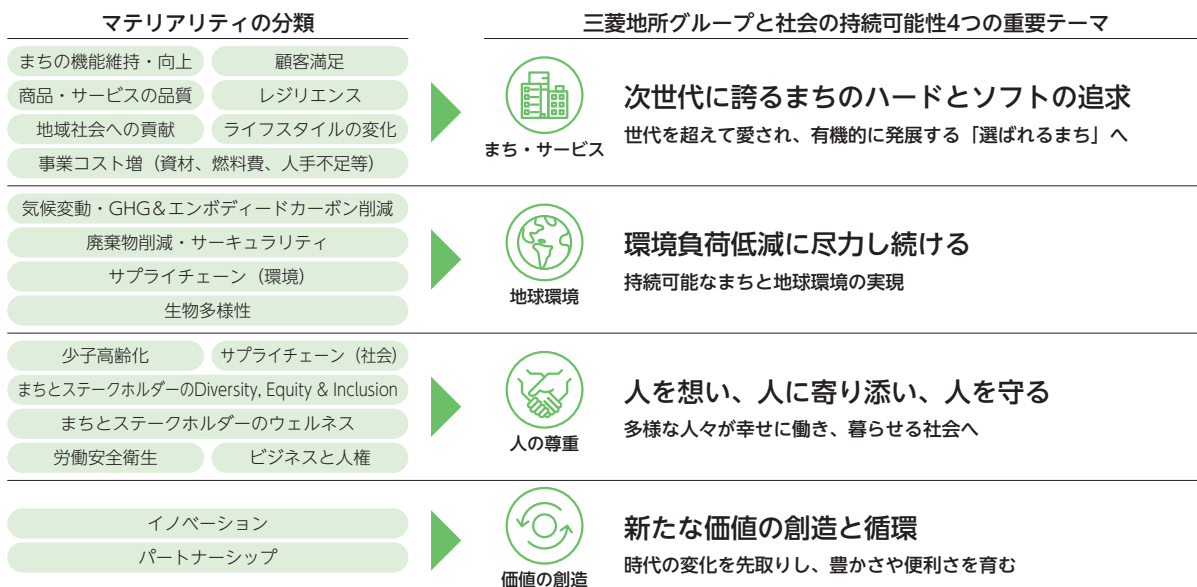 マテリアリティの分類
三菱地所グループと社会の持続可能性4つの重要テーマ
まちの機能維持・向上
顧客満足
商品・サービスの品質
レジリエンス
地域社会への貢献
ライフスタイルの変化
事業コスト増（資材、燃料費、人手不足等）
まち・サービス
次世代に誇るまちのハードとソフトの追求
世代を超えて愛され、有機的に発展する「選ばれるまち」へ
気候変動・GHG＆エンボディードカーボン削減
廃棄物削減・サーキュラリティ
サプライチェーン（環境）
生物多様性
地球環境
環境負荷低減に尽力し続ける
持続可能なまちと地球環境の実現
少子高齢化
サプライチェーン（社会）
まちとステークホルダーのDiversity, Equity & Inclusion
まちとステークホルダーのウェルネス
労働安全衛生
ビジネスと人権
人の尊重
人を想い、人に寄り添い、人を守る
多様な人々が幸せに働き、暮らせる社会へ
イノベーション
パートナーシップ
価値の創造
新たな価値の創造と循環
時代の変化を先取りし、豊かさや便利さを育む